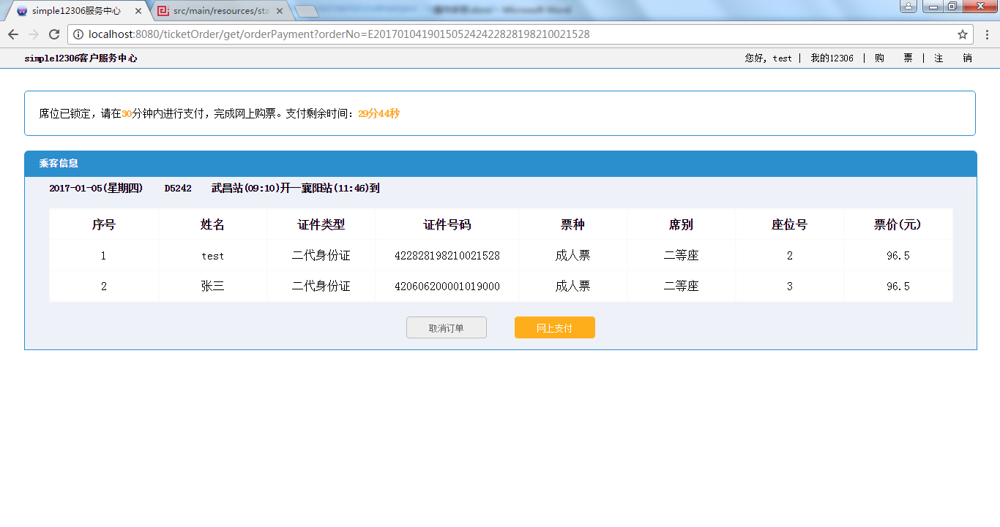 simple12306服务中心 src/main/resources/sta
localhost:8080/ticketOrder/get/orderPayment?orderNo=E20170104190150524242282819821002​1528
simple12306客户服务中心 您好, test | 我的12306 | 购 票 | 注 销
席位已锁定，请在30分钟内进行支付，完成网上购票。支付剩余时间：29分44秒
乘客信息
2017-01-05(星期四) D5242 武昌站(09:10)开—襄阳站(11:46)到
序号 姓名 证件类型 证件号码 票种 席别 座位号 票价(元)
1 test 二代身份证 422828198210021528 成人票 二等座 2 96.5
2 张三 二代身份证 420606200001019000 成人票 二等座 3 96.5
取消订单 网上支付